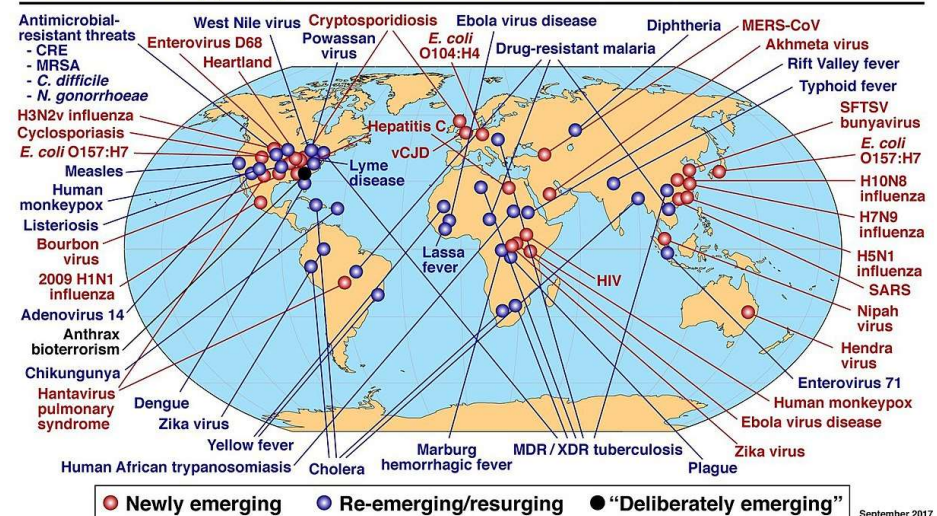 Antimicrobial-
resistant threats
- CRE
- MRSA
- C. difficile
- N. gonorrhoeae
West Nile virus
Enterovirus D68
Heartland
Cryptosporidiosis
Powassan
virus
E. coli
O104:H4
Ebola virus disease
Drug-resistant malaria
Diphtheria
MERS-CoV
Akhmeta virus
Rift Valley fever
Typhoid fever
SFTSV
bunyavirus
E. coli
O157:H7
H10N8
influenza
H7N9
influenza
H5N1
influenza
SARS
Nipah
virus
Hendra
virus
Enterovirus 71
Human monkeypox
Ebola virus disease
Zika virus
Plague
MDR / XDR tuberculosis
Marburg
hemorrhagic fever
Cholera
Human African trypanosomiasis
Yellow fever
Zika virus
Dengue
Hantavirus
pulmonary
syndrome
Chikungunya
Anthrax
bioterrorism
Adenovirus 14
2009 H1N1
influenza
Bourbon
virus
Listeriosis
Human
monkeypox
Measles
E. coli O157:H7
Cyclosporiasis
H3N2v influenza
Hepatitis C
vCJD
Lyme
disease
Lassa
fever
HIV
Newly emerging
Re-emerging/resurging
“Deliberately emerging”
September 2017